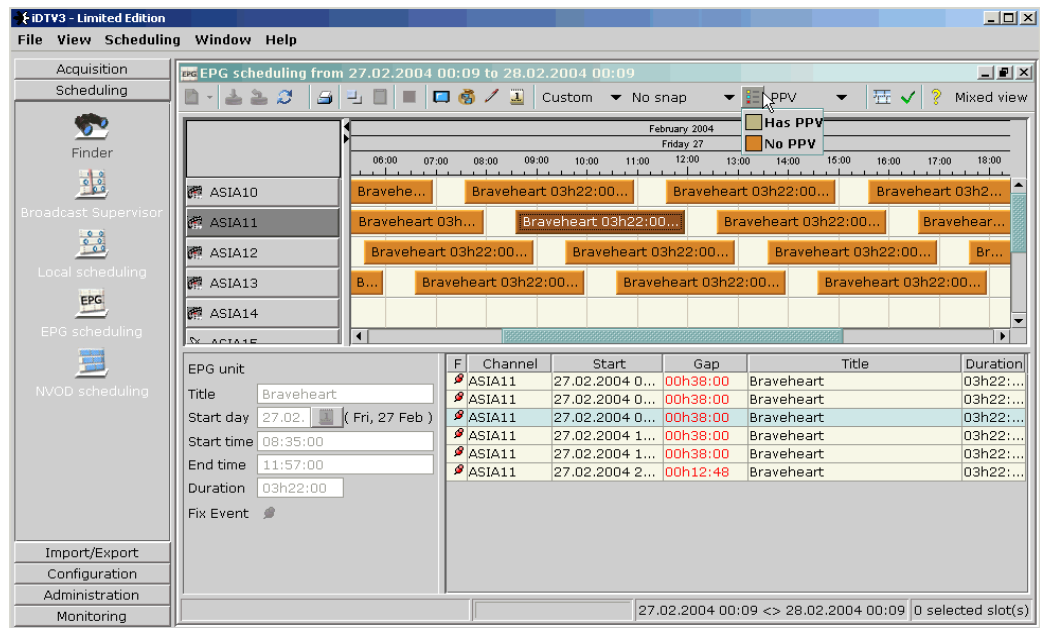 iDTV3 - Limited Edition
File View Scheduling Window Help
Acquisition
Scheduling
Finder
Broadcast Supervisor
Local scheduling
EPG
EPG scheduling
NVOD scheduling
Import/Export
Configuration
Administration
Monitoring
EPG EPG scheduling from 27.02.2004 00:09 to 28.02.2004 00:09
1 Custom No snap PPV ? Mixed view
Has PPV
No PPV
February 2004
Friday 27
06:00 07:00 08:00 09:00 10:00 11:00 12:00 13:00 14:00 15:00 16:00 17:00 18:00
ASIA10 Bravehe... Braveheart 03h22:00... Braveheart 03h22:00... Braveheart 03h2...
ASIA11 Braveheart 03h... Braveheart 03h22:00... Braveheart 03h22:00... Bravehear...
ASIA12 Braveheart 03h22:00... Braveheart 03h22:00... Braveheart 03h22:00... Br...
ASIA13 B... Braveheart 03h22:00... Braveheart 03h22:00... Braveheart 03h22:00...
ASIA14
ASIA15
EPG unit
Title Braveheart
Start day 27.02. 1 ( Fri, 27 Feb )
Start time 08:35:00
End time 11:57:00
Duration 03h22:00
Fix Event
F Channel Start Gap Title Duration
ASIA11 27.02.2004 0... 00h38:00 Braveheart 03h22:...
ASIA11 27.02.2004 0... 00h38:00 Braveheart 03h22:...
ASIA11 27.02.2004 0... 00h38:00 Braveheart 03h22:...
ASIA11 27.02.2004 1... 00h38:00 Braveheart 03h22:...
ASIA11 27.02.2004 1... 00h38:00 Braveheart 03h22:...
ASIA11 27.02.2004 2... 00h12:48 Braveheart 03h22:...
27.02.2004 00:09 <> 28.02.2004 00:09 0 selected slot(s)